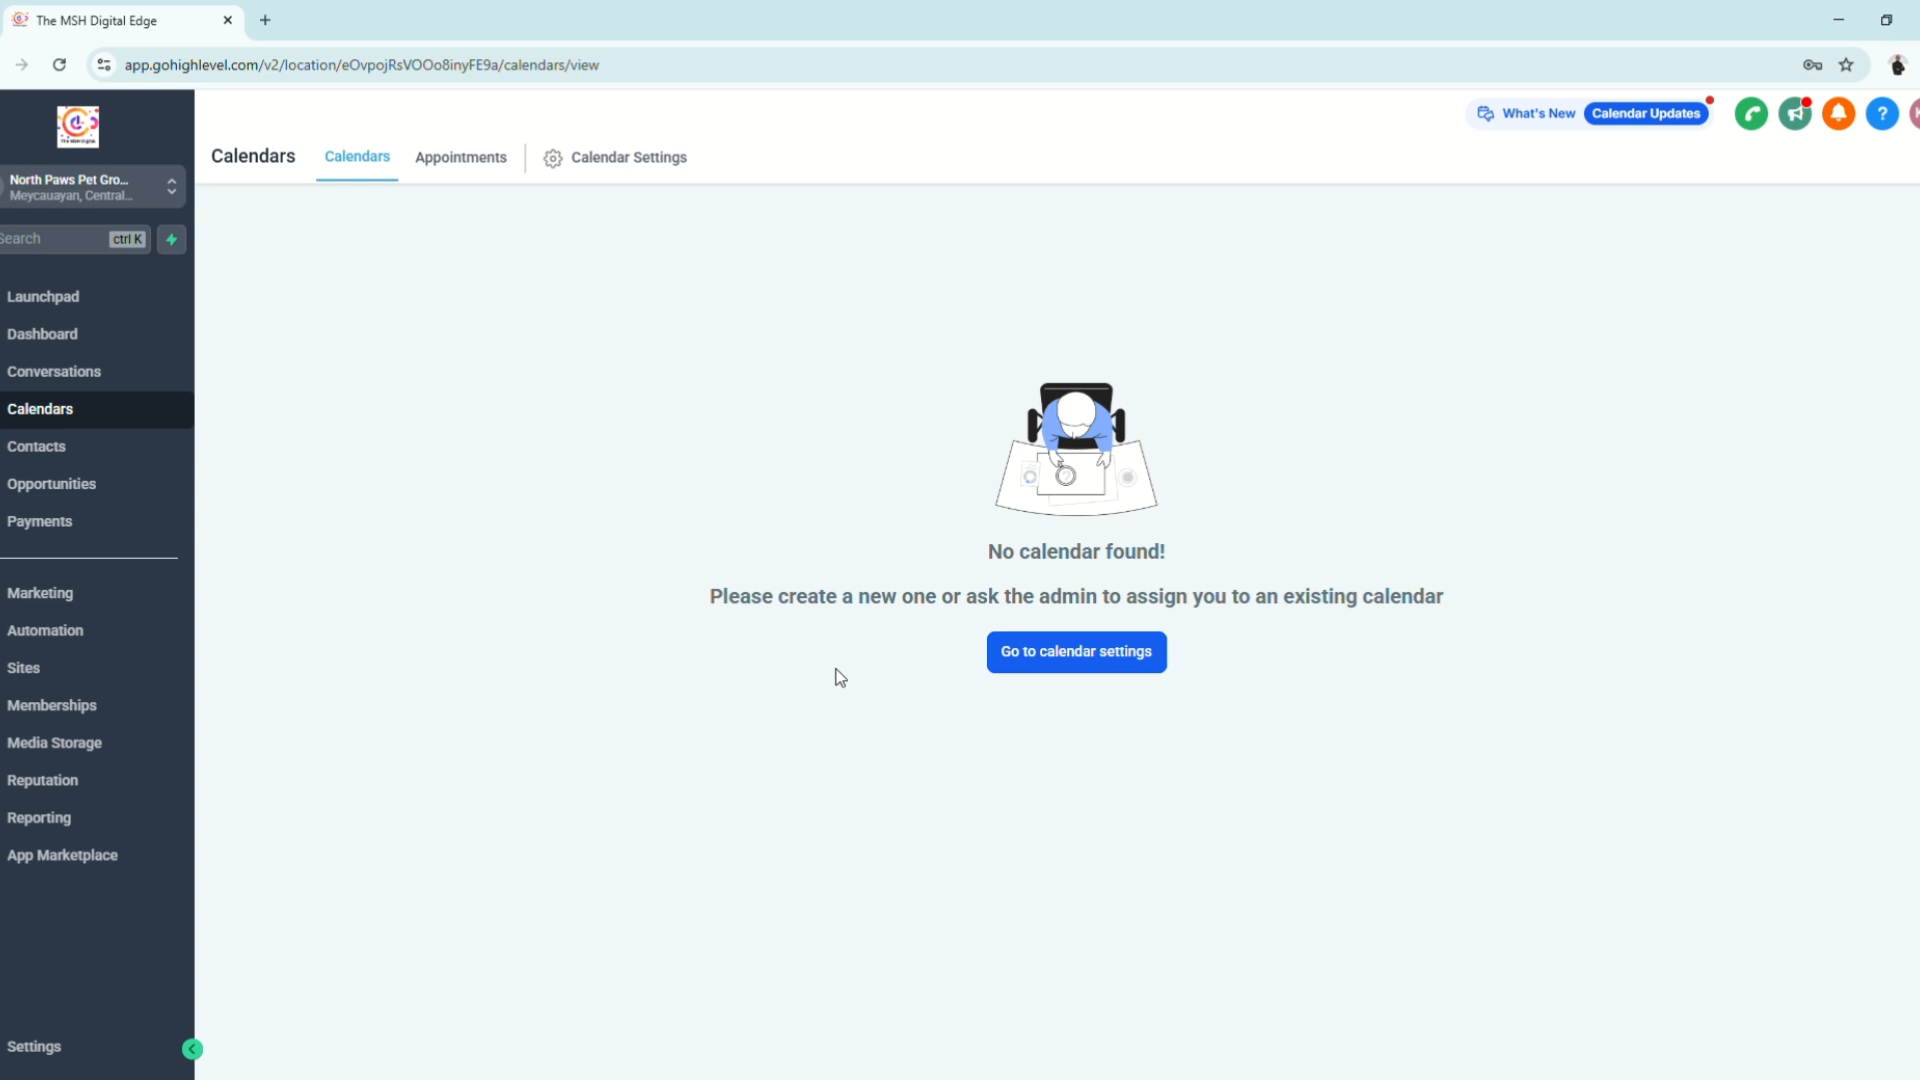 The MSH Digital Edge
app.gohighlevel.com/v2/location/eOvpojRsVOOo8inyFE9a/calendars/view
What's New Calendar Updates
Calendars Calendars Appointments Calendar Settings
North Paws Pet Gro...
Meycauayan, Central...
Search ctrl K
Launchpad
Dashboard
Conversations
Calendars
Contacts
Opportunities
Payments
Marketing
Automation
Sites
Memberships
Media Storage
Reputation
Reporting
App Marketplace
Settings
No calendar found!
Please create a new one or ask the admin to assign you to an existing calendar
Go to calendar settings